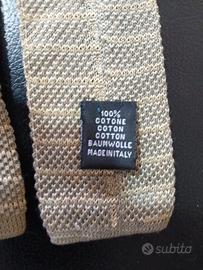 100%
COTONE
COTON
COTTON
BAUMWOLLE
MADE IN ITALY
subito